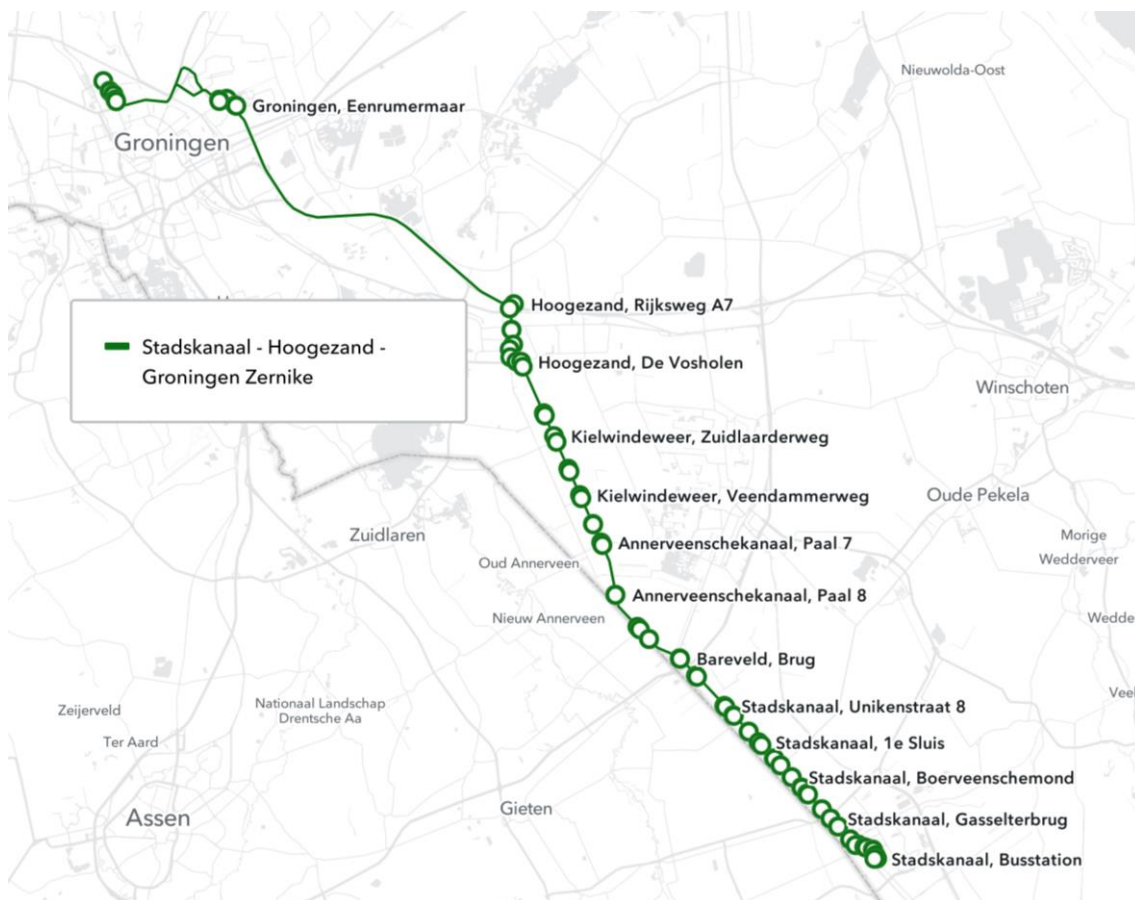 Nieuwolda-Oost
Groningen, Eenrumermaar
Groningen
Hoogezand, Rijksweg A7
Stadskanaal - Hoogezand -
Groningen Zernike
Hoogezand, De Vosholen
Winschoten
Kielwindeweer, Zuidlaarderweg
Kielwindeweer, Veendammerweg
Oude Pekela
Zuidlaren
Annerveenschekanaal, Paal 7
Morige
Wedderveer
Oud Annerveen
Annerveenschekanaal, Paal 8
Nieuw Annerveen
Wedde
Bareveld, Brug
Veel
Zeijerveld
Nationaal Landschap
Drentsche Aa
Stadskanaal, Unikenstraat 8
Ter Aard
Stadskanaal, 1e Sluis
Stadskanaal, Boerveenschemond
Assen
Gieten
Stadskanaal, Gasselterbrug
Stadskanaal, Busstation